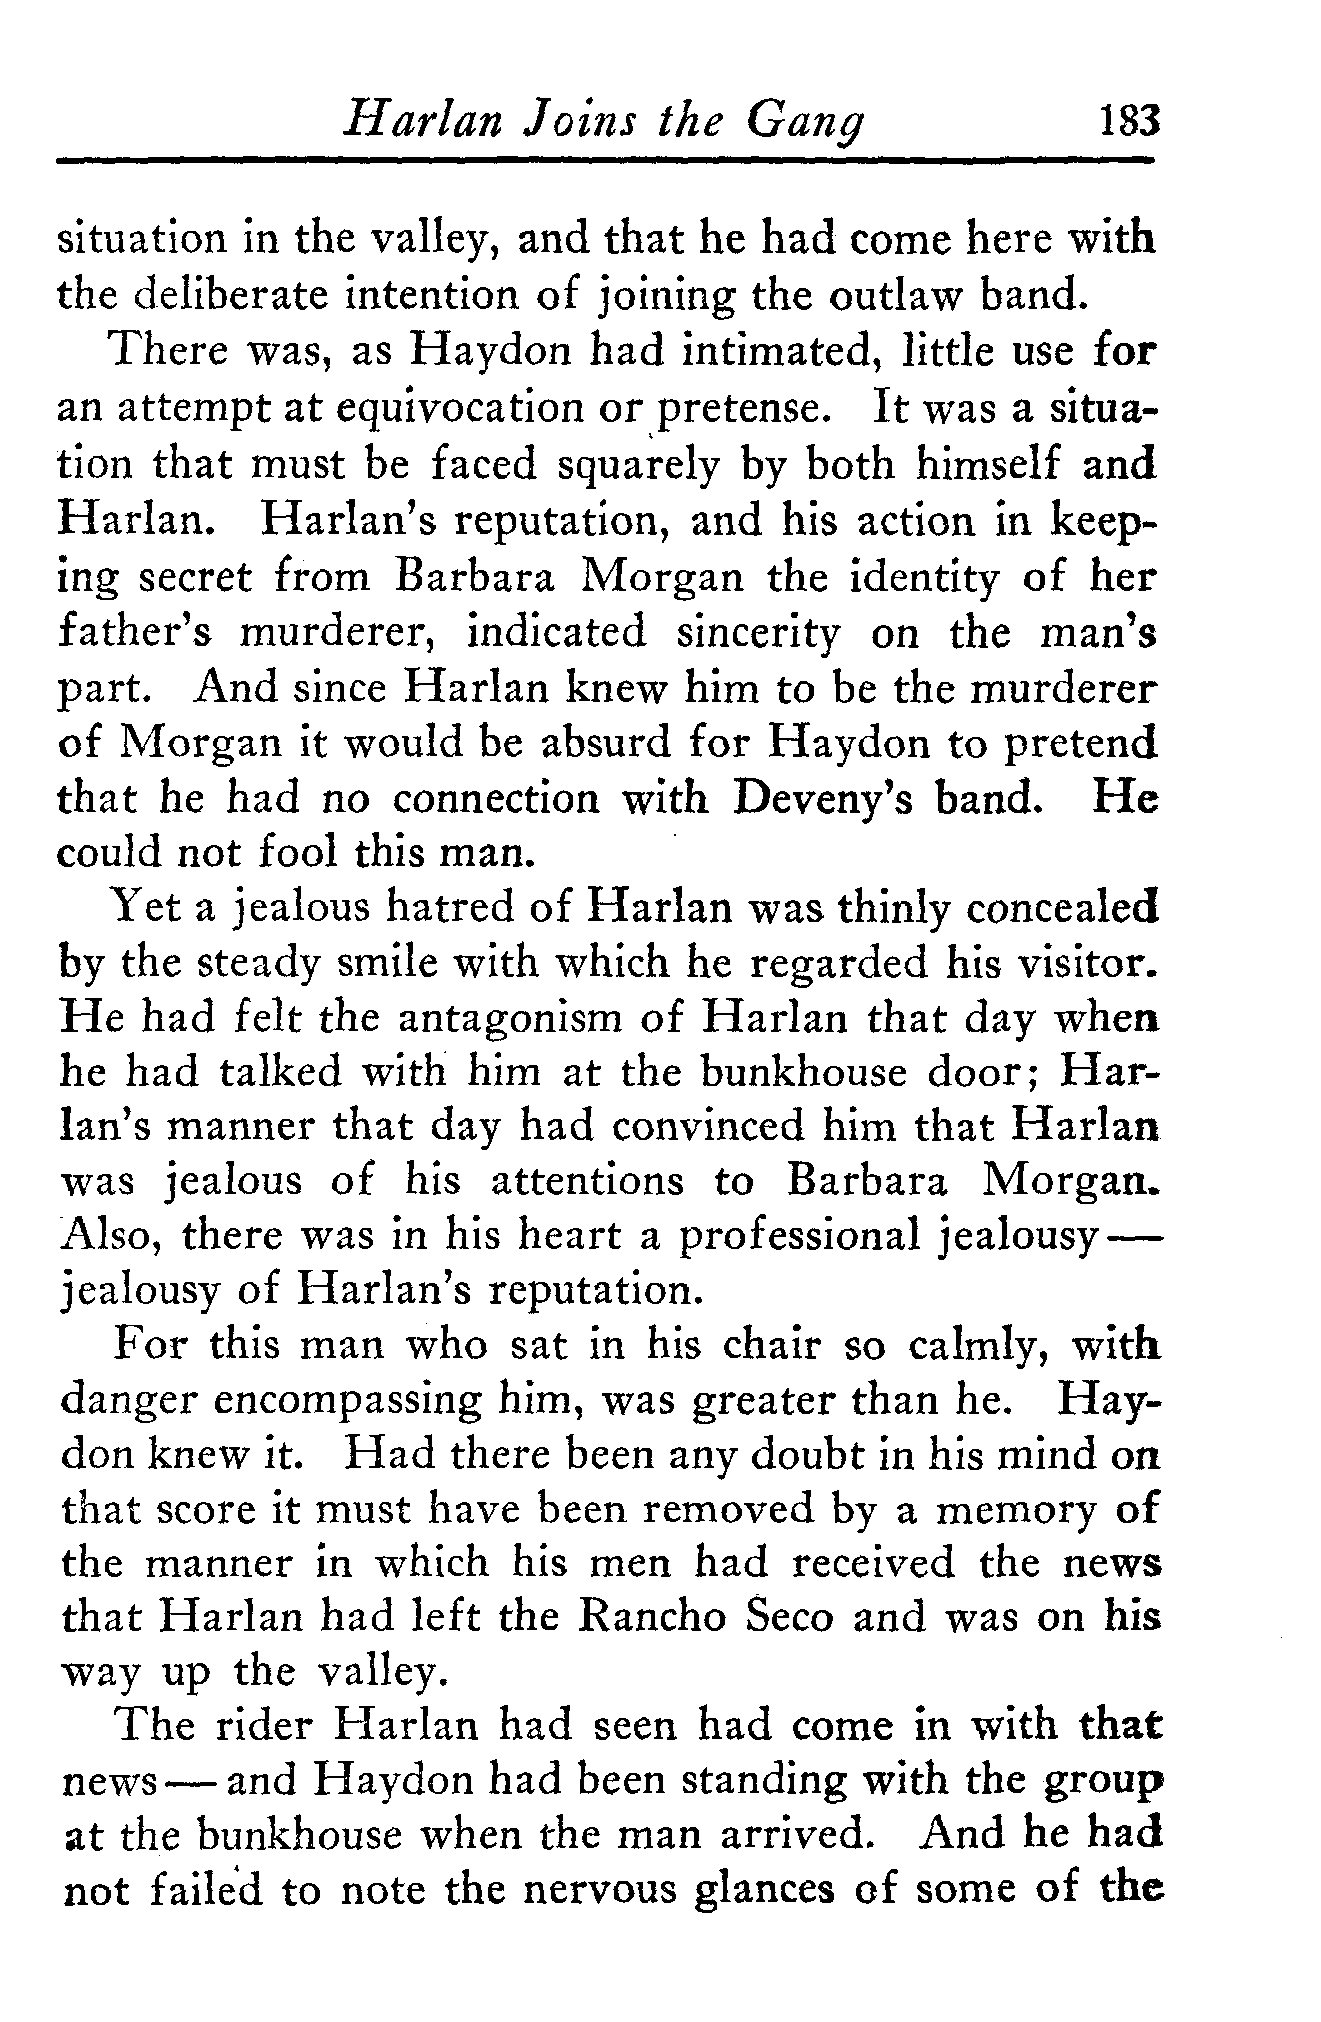 Harlan Joins the Gang 183
situation in the valley, and that he had come here with
the deliberate intention of joining the outlaw band.
There was, as Haydon had intimated, little use for
an attempt at equivocation or pretense. It was a situa-
tion that must be faced squarely by both himself and
Harlan. Harlan's reputation, and his action in keep-
ing secret from Barbara Morgan the identity of her
father's murderer, indicated sincerity on the man's
part. And since Harlan knew him to be the murderer
of Morgan it would be absurd for Haydon to pretend
that he had no connection with Deveny's band. He
could not fool this man.
Yet a jealous hatred of Harlan was thinly concealed
by the steady smile with which he regarded his visitor.
He had felt the antagonism of Harlan that day when
he had talked with him at the bunkhouse door; Har-
lan's manner that day had convinced him that Harlan
was jealous of his attentions to Barbara Morgan.
Also, there was in his heart a professional jealousy—
jealousy of Harlan's reputation.
For this man who sat in his chair so calmly, with
danger encompassing him, was greater than he. Hay-
don knew it. Had there been any doubt in his mind on
that score it must have been removed by a memory of
the manner in which his men had received the news
that Harlan had left the Rancho Seco and was on his
way up the valley.
The rider Harlan had seen had come in with that
news—and Haydon had been standing with the group
at the bunkhouse when the man arrived. And he had
not failed to note the nervous glances of some of the